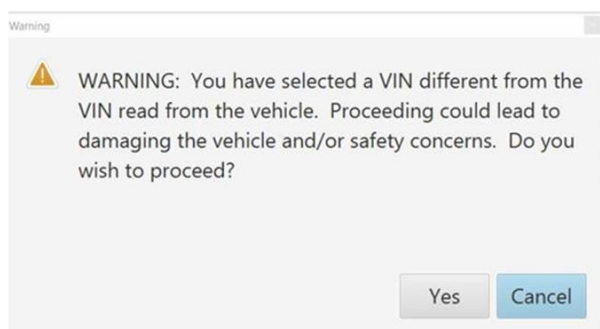 Warning
WARNING: You have selected a VIN different from the
VIN read from the vehicle. Proceeding could lead to
damaging the vehicle and/or safety concerns. Do you
wish to proceed?
Yes
Cancel